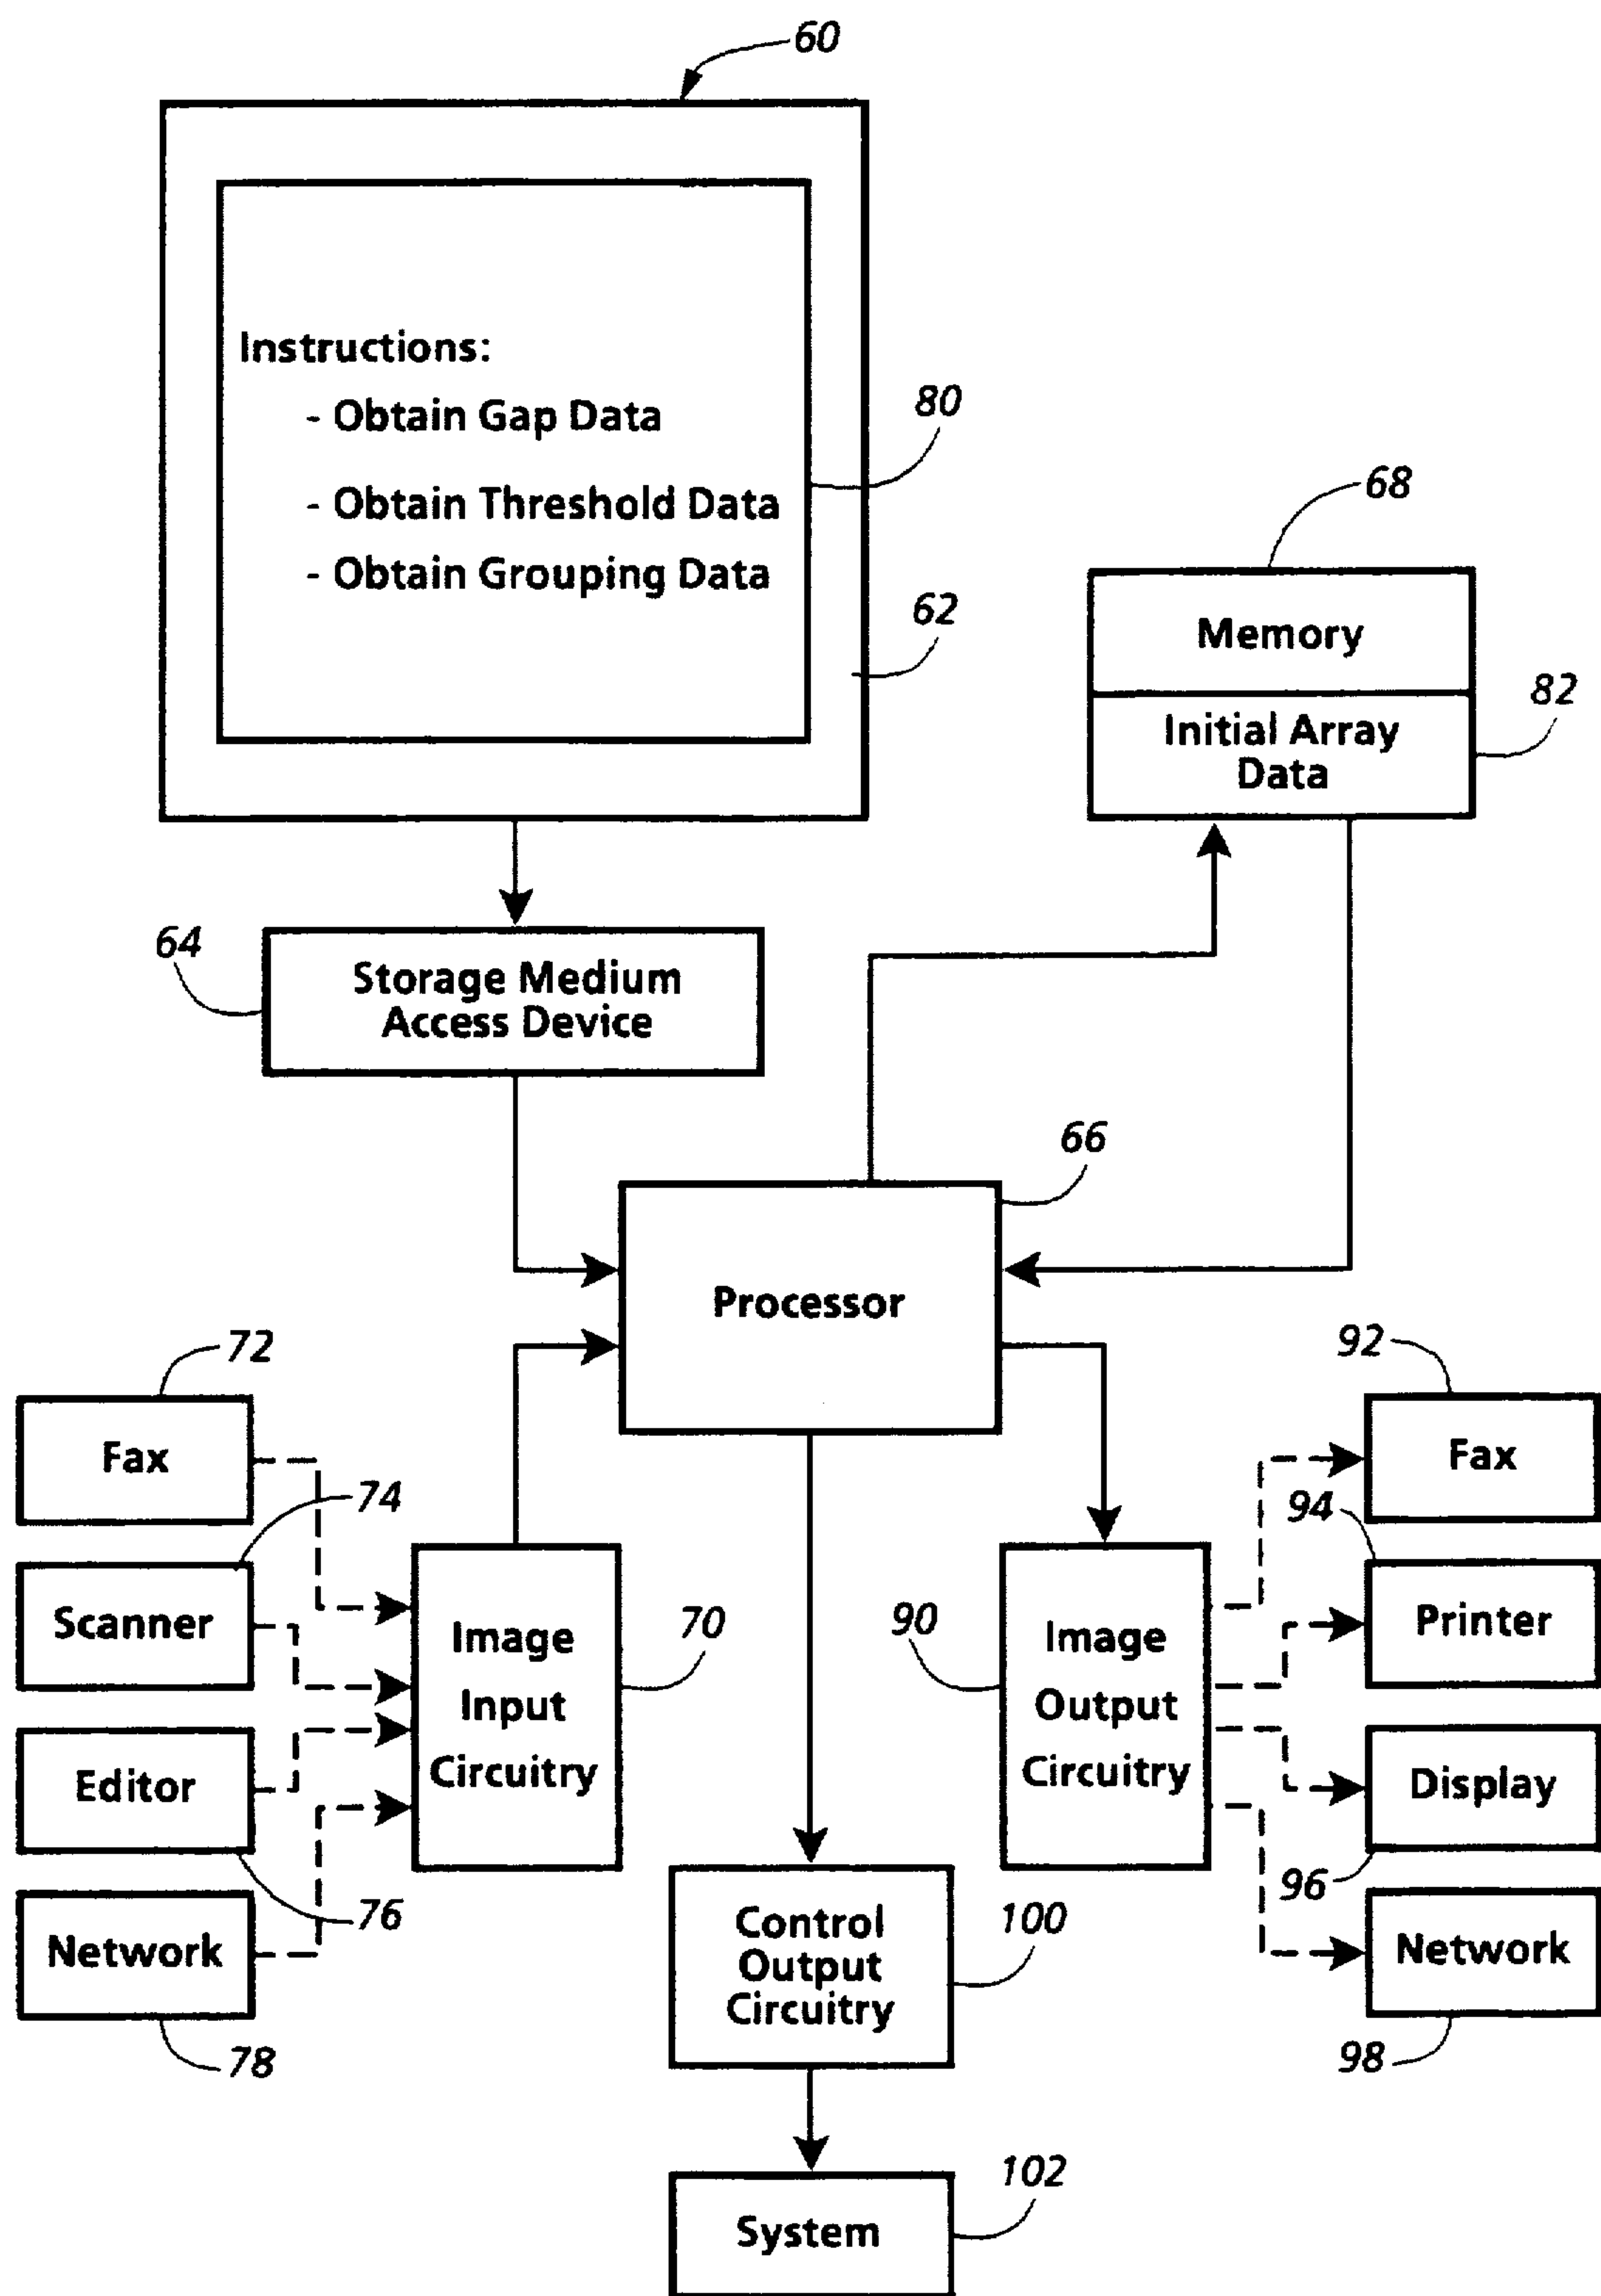 60
Instructions:
- Obtain Gap Data
- Obtain Threshold Data
- Obtain Grouping Data
80
62
68
Memory
Initial Array
Data
82
64
Storage Medium
Access Device
66
Processor
72
Fax
74
Scanner
Editor
76
Network
78
Image
Input
Circuitry
70
90
Image
Output
Circuitry
92
Fax
94
Printer
Display
96
Network
98
Control
Output
Circuitry
100
System
102